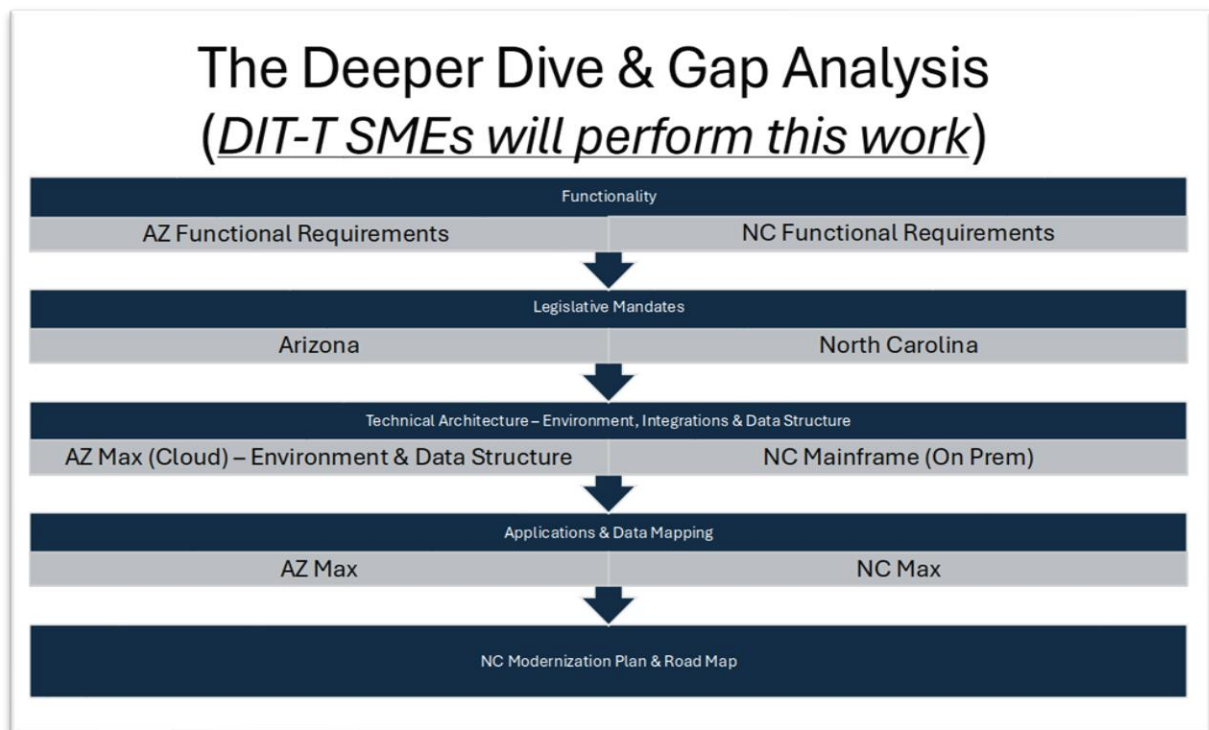 The Deeper Dive & Gap Analysis
(DIT-T SMEs will perform this work)
Functionality
AZ Functional Requirements
NC Functional Requirements
Legislative Mandates
Arizona
North Carolina
Technical Architecture – Environment, Integrations & Data Structure
AZ Max (Cloud) – Environment & Data Structure
NC Mainframe (On Prem)
Applications & Data Mapping
AZ Max
NC Max
NC Modernization Plan & Road Map